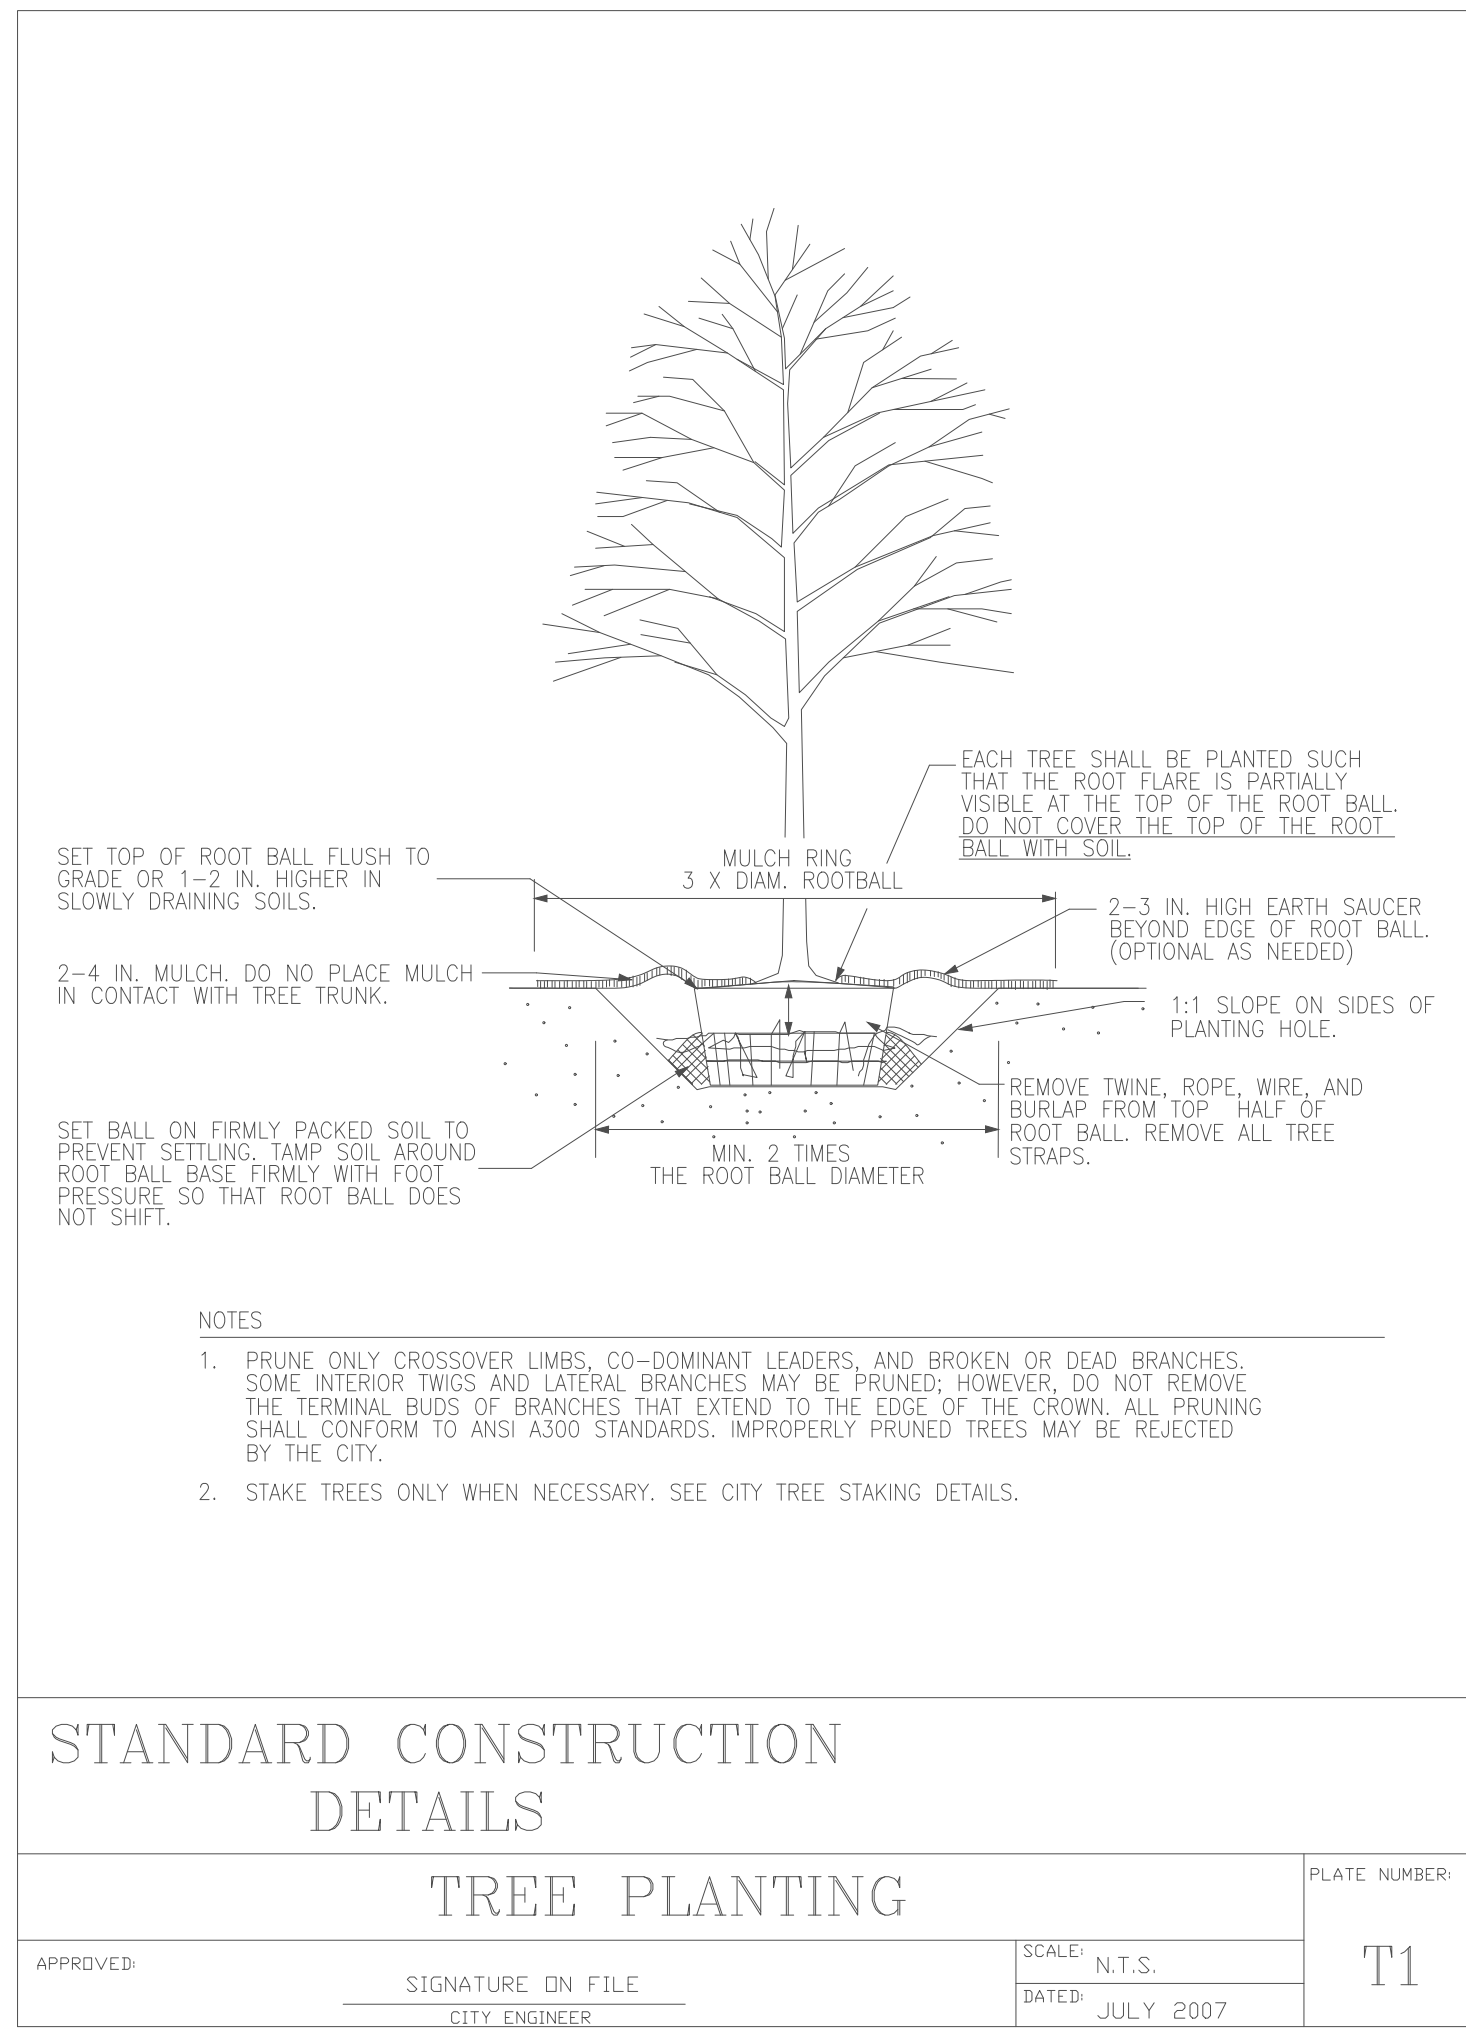 EACH TREE SHALL BE PLANTED SUCH
THAT THE ROOT FLARE IS PARTIALLY
VISIBLE AT THE TOP OF THE ROOT BALL.
DO NOT COVER THE TOP OF THE ROOT
BALL WITH SOIL.
SET TOP OF ROOT BALL FLUSH TO
GRADE OR 1-2 IN. HIGHER IN
SLOWLY DRAINING SOILS.
MULCH RING
3 X DIAM. ROOTBALL
2-3 IN. HIGH EARTH SAUCER
BEYOND EDGE OF ROOT BALL.
(OPTIONAL AS NEEDED)
2-4 IN. MULCH. DO NO PLACE MULCH
IN CONTACT WITH TREE TRUNK.
1:1 SLOPE ON SIDES OF
PLANTING HOLE.
REMOVE TWINE, ROPE, WIRE, AND
BURLAP FROM TOP HALF OF
ROOT BALL. REMOVE ALL TREE
STRAPS.
SET BALL ON FIRMLY PACKED SOIL TO
PREVENT SETTLING. TAMP SOIL AROUND
ROOT BALL BASE FIRMLY WITH FOOT
PRESSURE SO THAT ROOT BALL DOES
NOT SHIFT.
MIN. 2 TIMES
THE ROOT BALL DIAMETER
NOTES
1. PRUNE ONLY CROSSOVER LIMBS, CO-DOMINANT LEADERS, AND BROKEN OR DEAD BRANCHES.
SOME INTERIOR TWIGS AND LATERAL BRANCHES MAY BE PRUNED; HOWEVER, DO NOT REMOVE
THE TERMINAL BUDS OF BRANCHES THAT EXTEND TO THE EDGE OF THE CROWN. ALL PRUNING
SHALL CONFORM TO ANSI A300 STANDARDS. IMPROPERLY PRUNED TREES MAY BE REJECTED
BY THE CITY.
2. STAKE TREES ONLY WHEN NECESSARY. SEE CITY TREE STAKING DETAILS.
STANDARD CONSTRUCTION
DETAILS
TREE PLANTING
PLATE NUMBER:
T1
APPROVED:
SIGNATURE ON FILE
CITY ENGINEER
SCALE: N.T.S.
DATED: JULY 2007